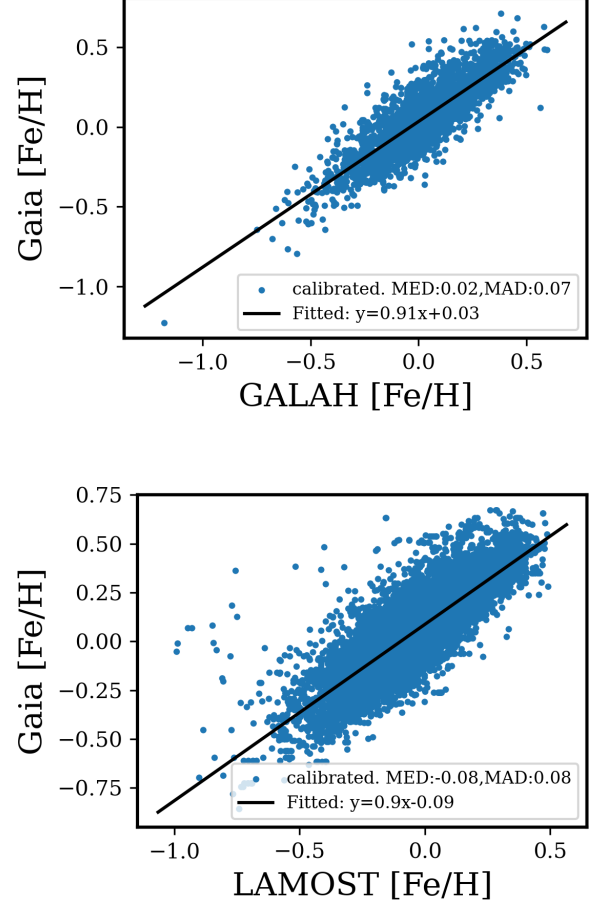 0.5
0.0
−0.5
−1.0
Gaia [Fe/H]
calibrated. MED:0.02,MAD:0.07
Fitted: y=0.91x+0.03
−1.0 −0.5 0.0 0.5
GALAH [Fe/H]
0.75
0.50
0.25
0.00
−0.25
−0.50
−0.75
Gaia [Fe/H]
calibrated. MED:-0.08,MAD:0.08
Fitted: y=0.9x-0.09
−1.0 −0.5 0.0 0.5
LAMOST [Fe/H]